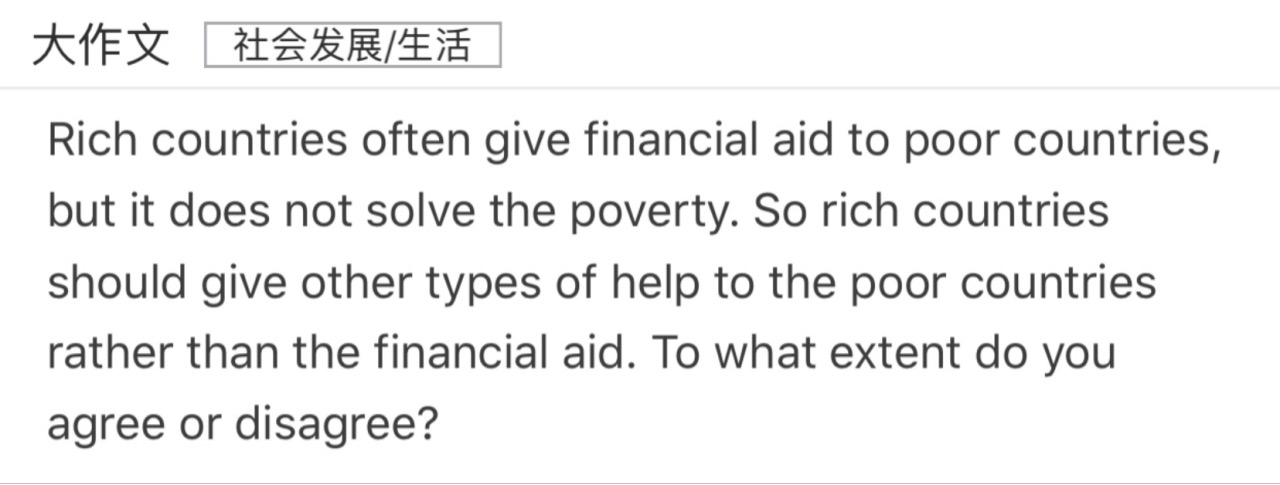 大作文 社会发展/生活
Rich countries often give financial aid to poor countries,
but it does not solve the poverty. So rich countries
should give other types of help to the poor countries
rather than the financial aid. To what extent do you
agree or disagree?